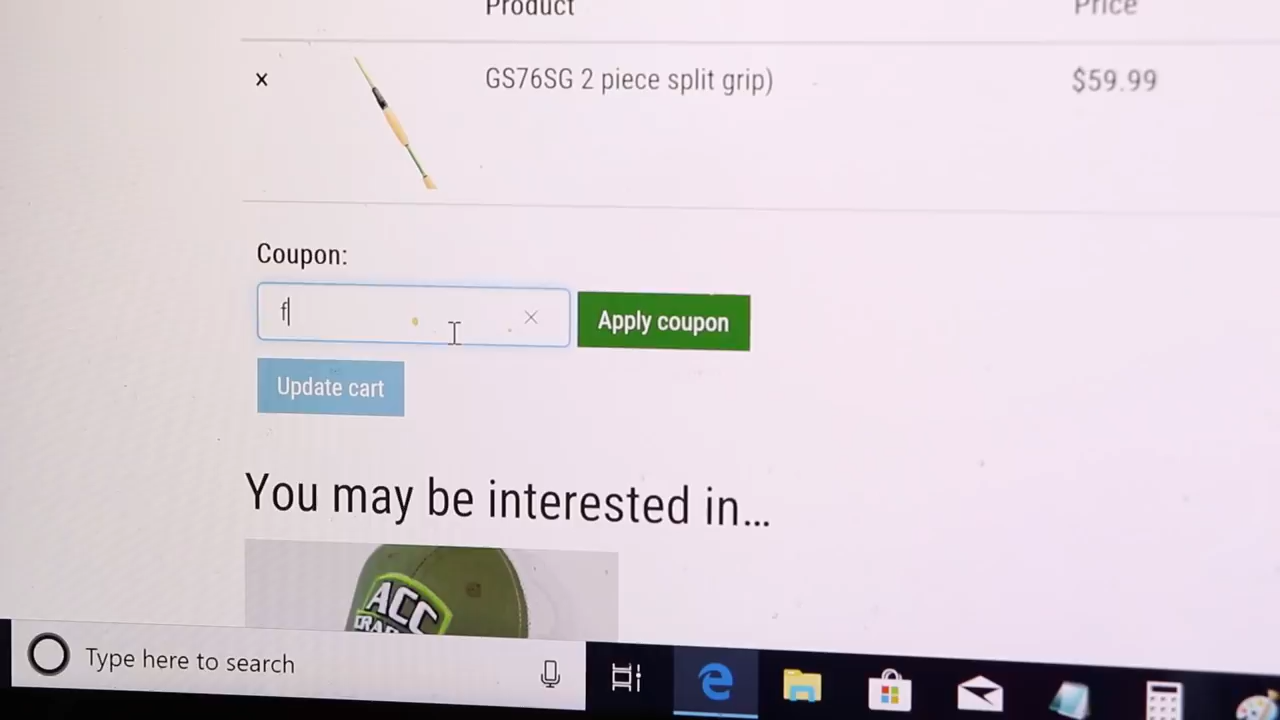 Product Price
× GS76SG 2 piece split grip) $59.99
Coupon:
f
Apply coupon
Update cart
You may be interested in...
ACC
Type here to search